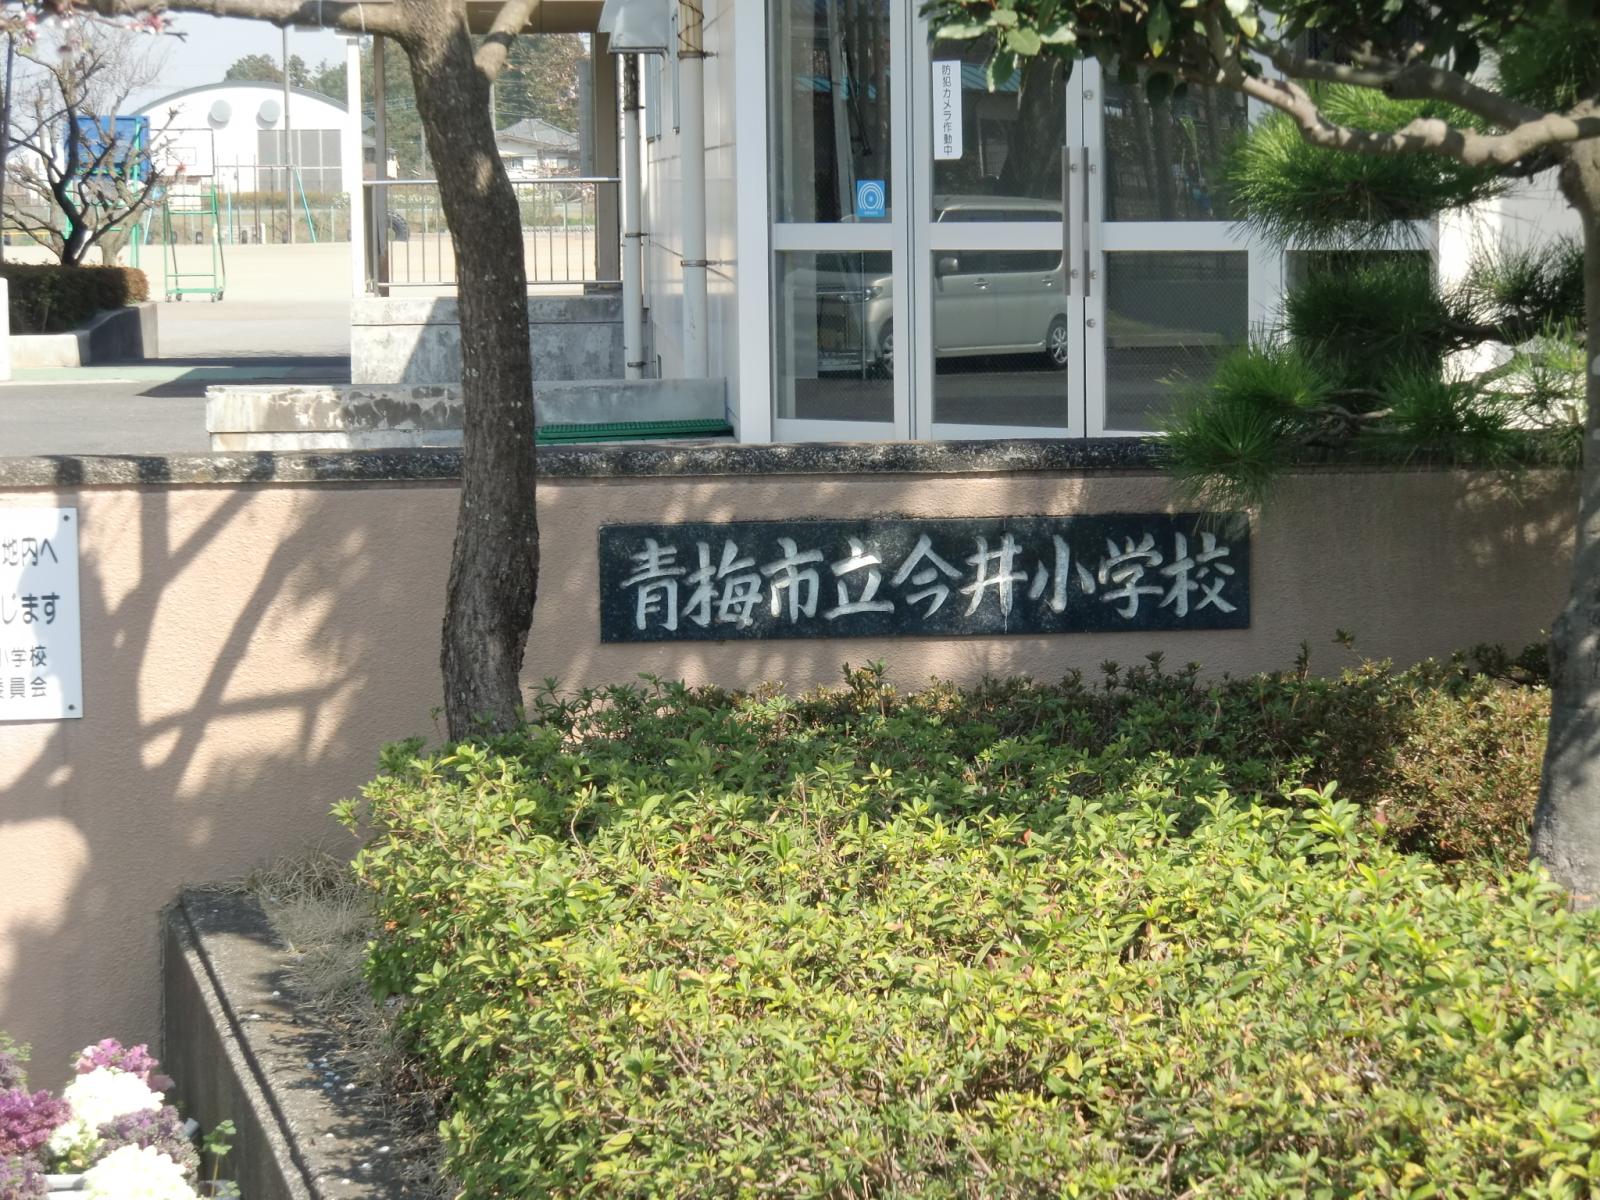 防犯カメラ作動中
青梅市立今井小学校
地内へ
じます
小学校
委員会